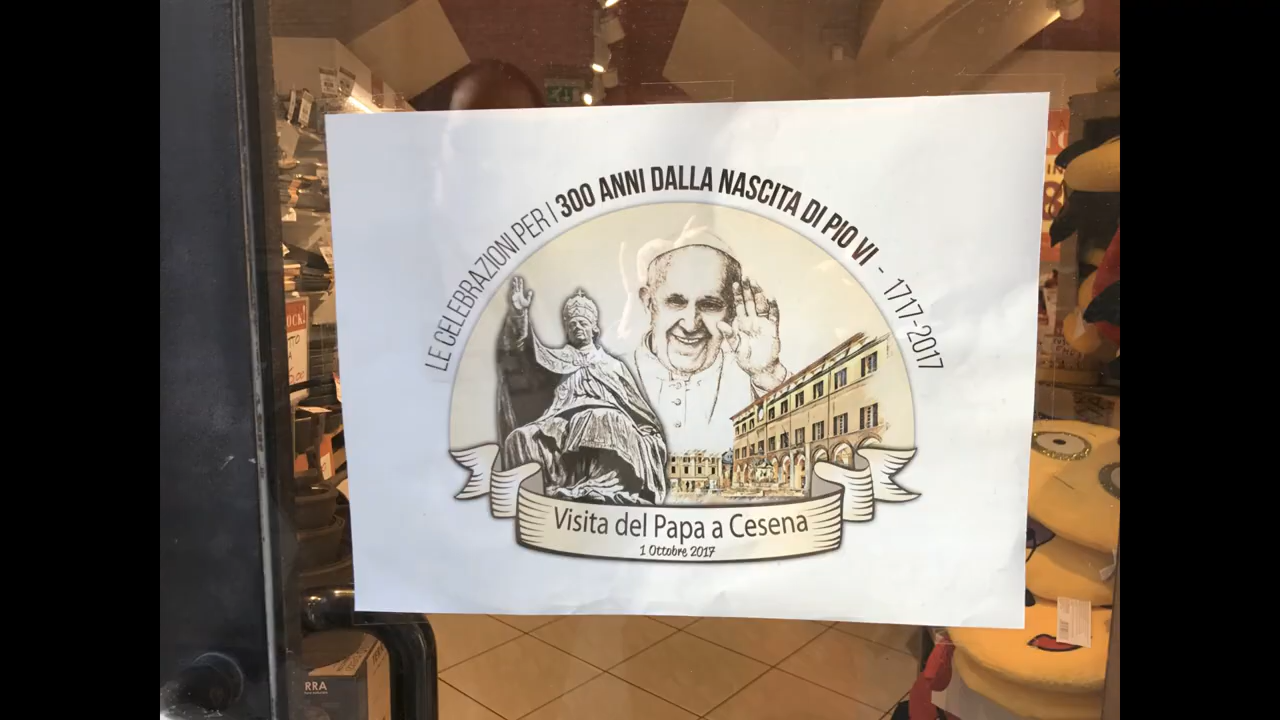 LE CELEBRAZIONI PER I 300 ANNI DALLA NASCITA DI PIO VI - 1717-2017
Visita del Papa a Cesena
1 Ottobre 2017
RRA